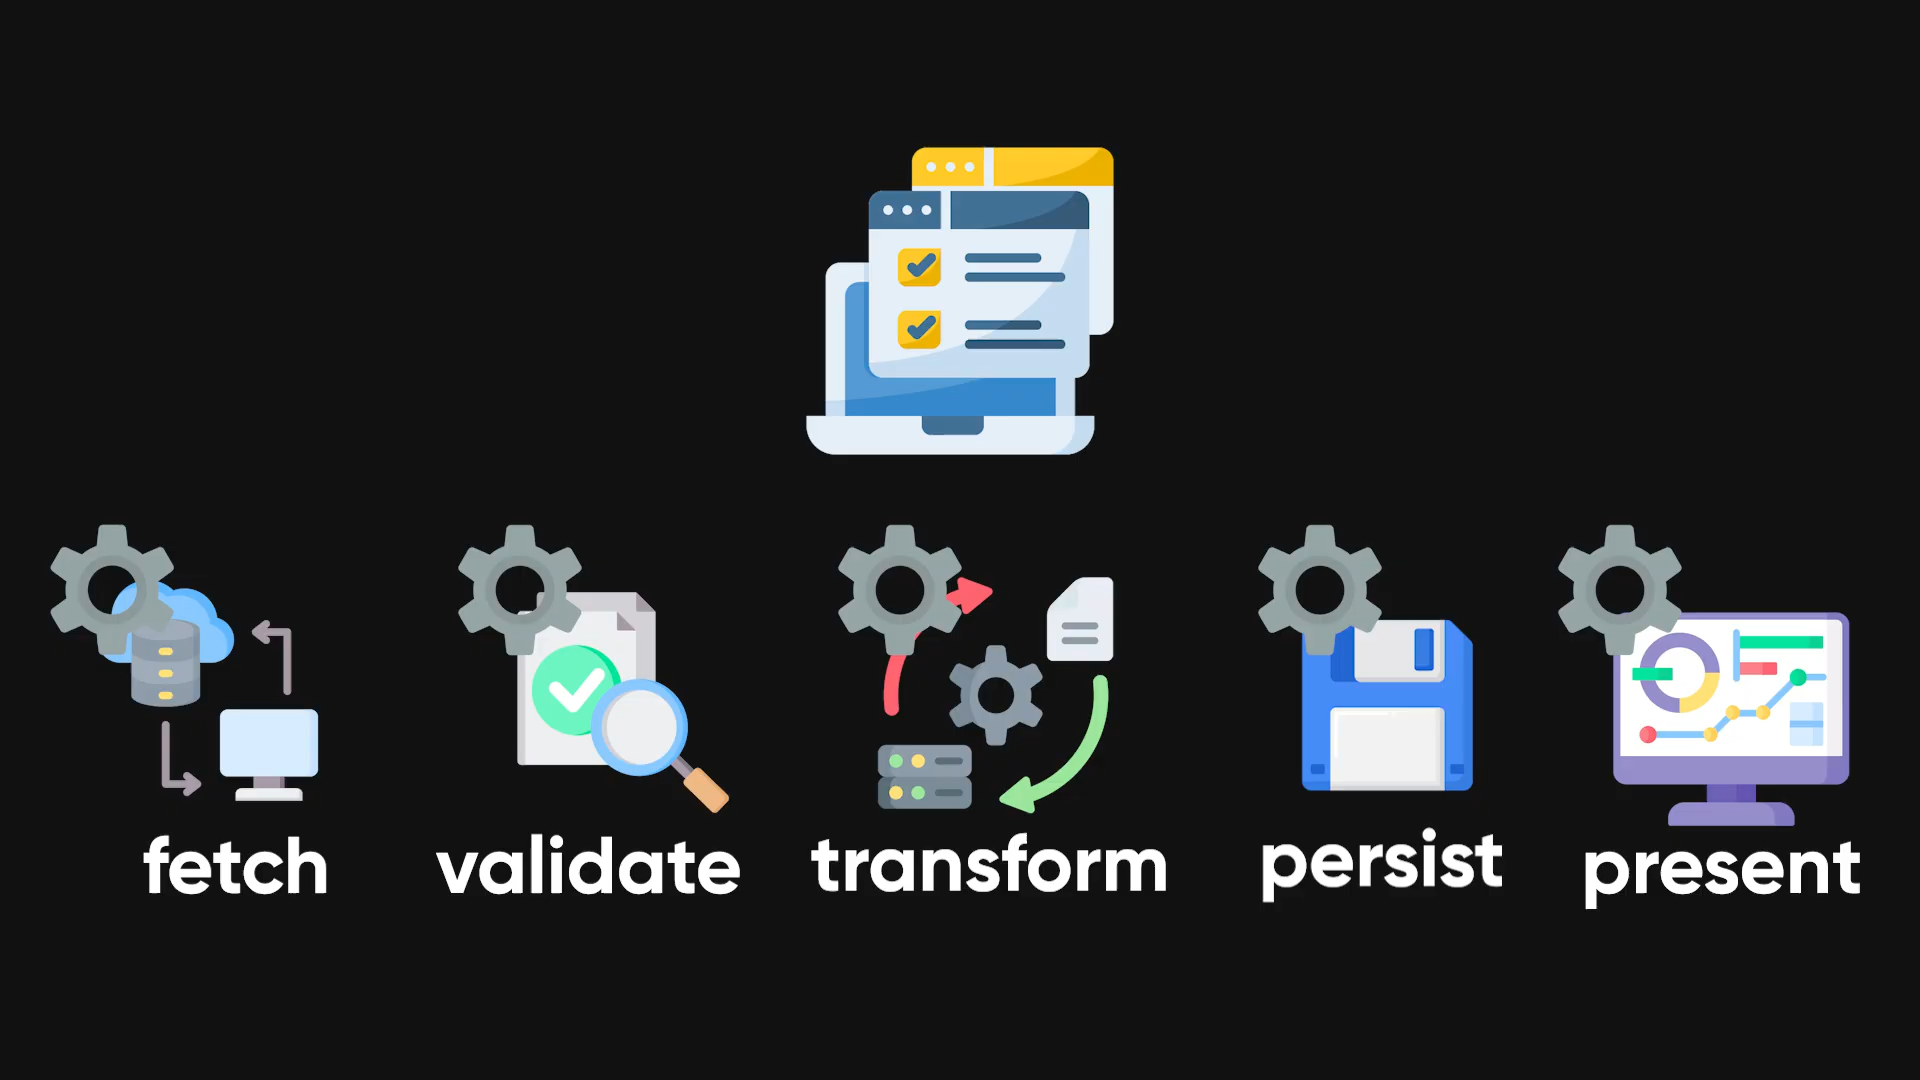 fetch
validate
transform
persist
present